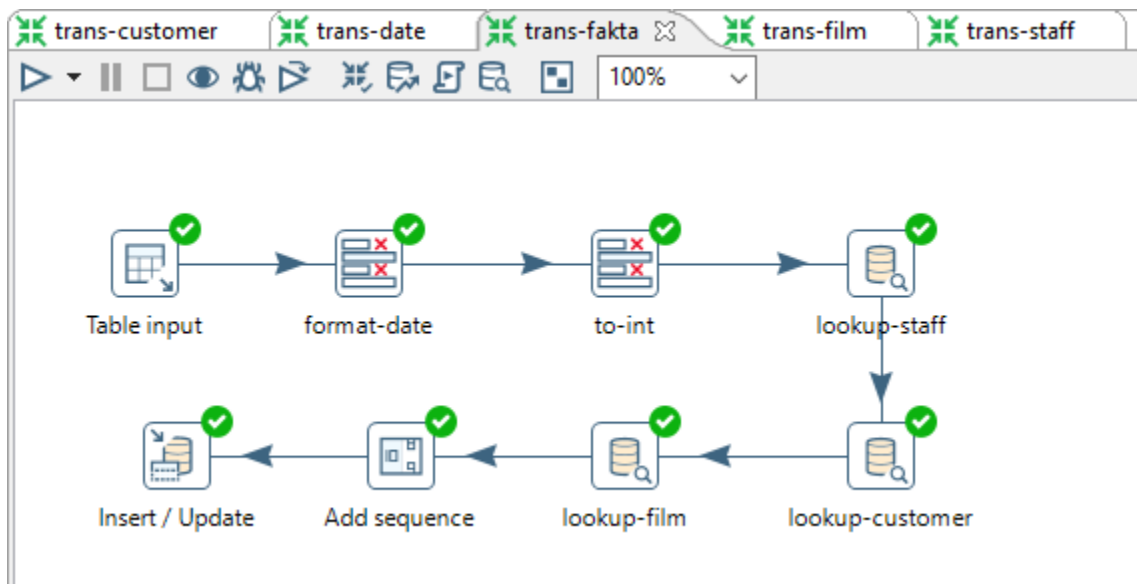 trans-customer trans-date trans-fakta trans-film trans-staff
100%
Table input format-date to-int lookup-staff
Insert / Update Add sequence lookup-film lookup-customer